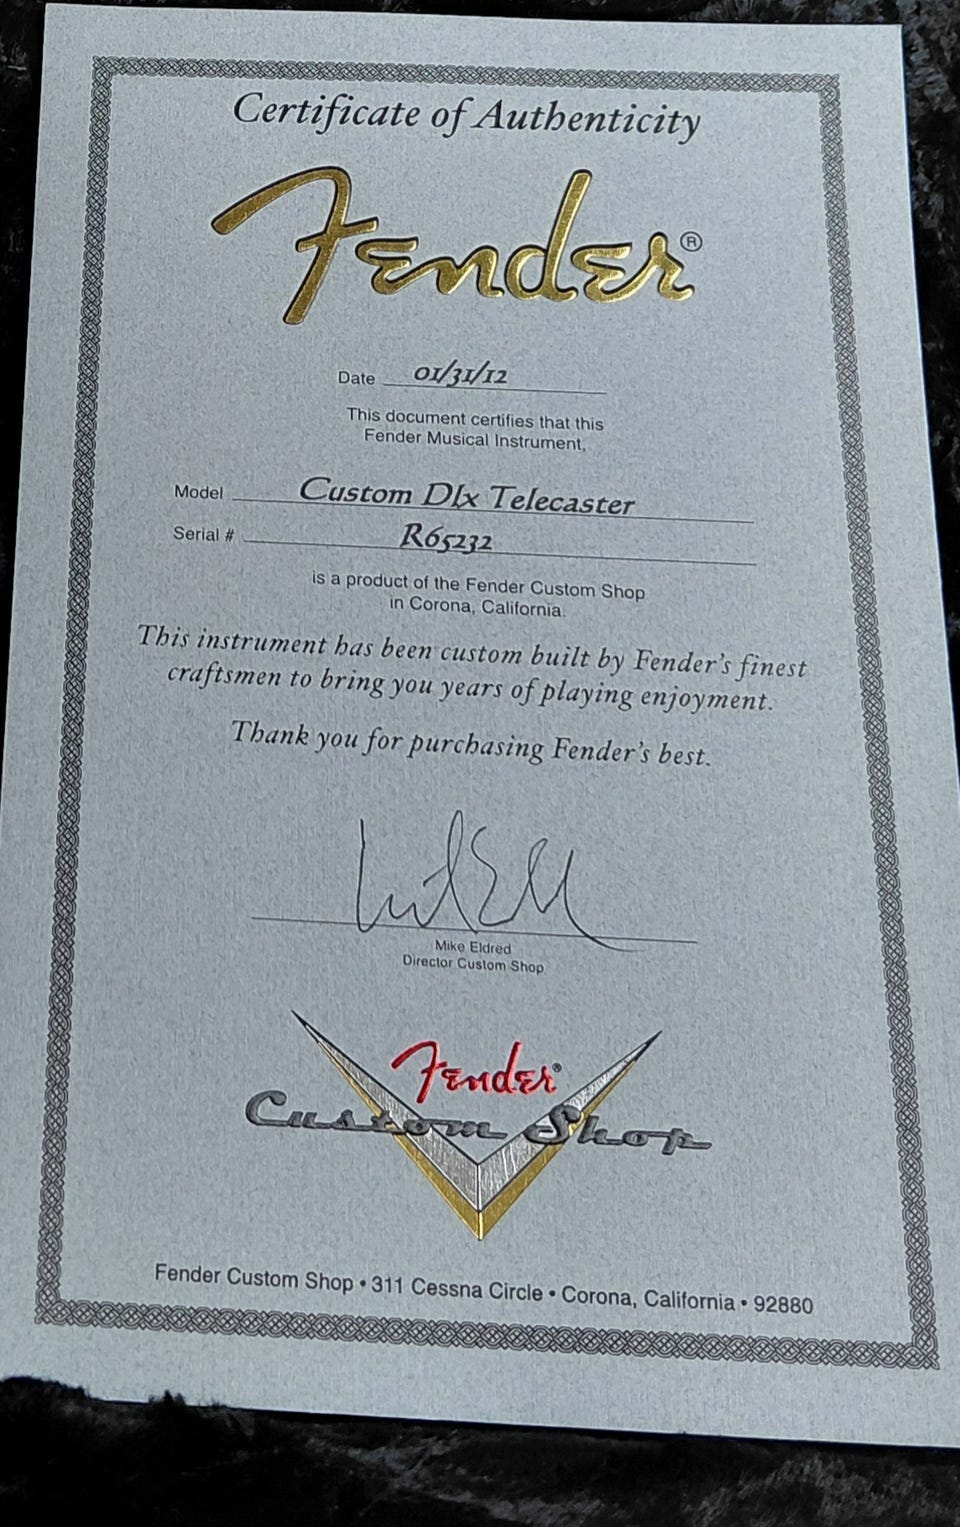 Certificate of Authenticity
Fender®
Date 01/31/12
This document certifies that this
Fender Musical Instrument,
Model Custom Dlx Telecaster
Serial # R65232
is a product of the Fender Custom Shop
in Corona, California.
This instrument has been custom built by Fender's finest
craftsmen to bring you years of playing enjoyment.
Thank you for purchasing Fender's best.
Mike Eldred
Director Custom Shop
Fender®
Custom Shop
Fender Custom Shop • 311 Cessna Circle • Corona, California • 92880